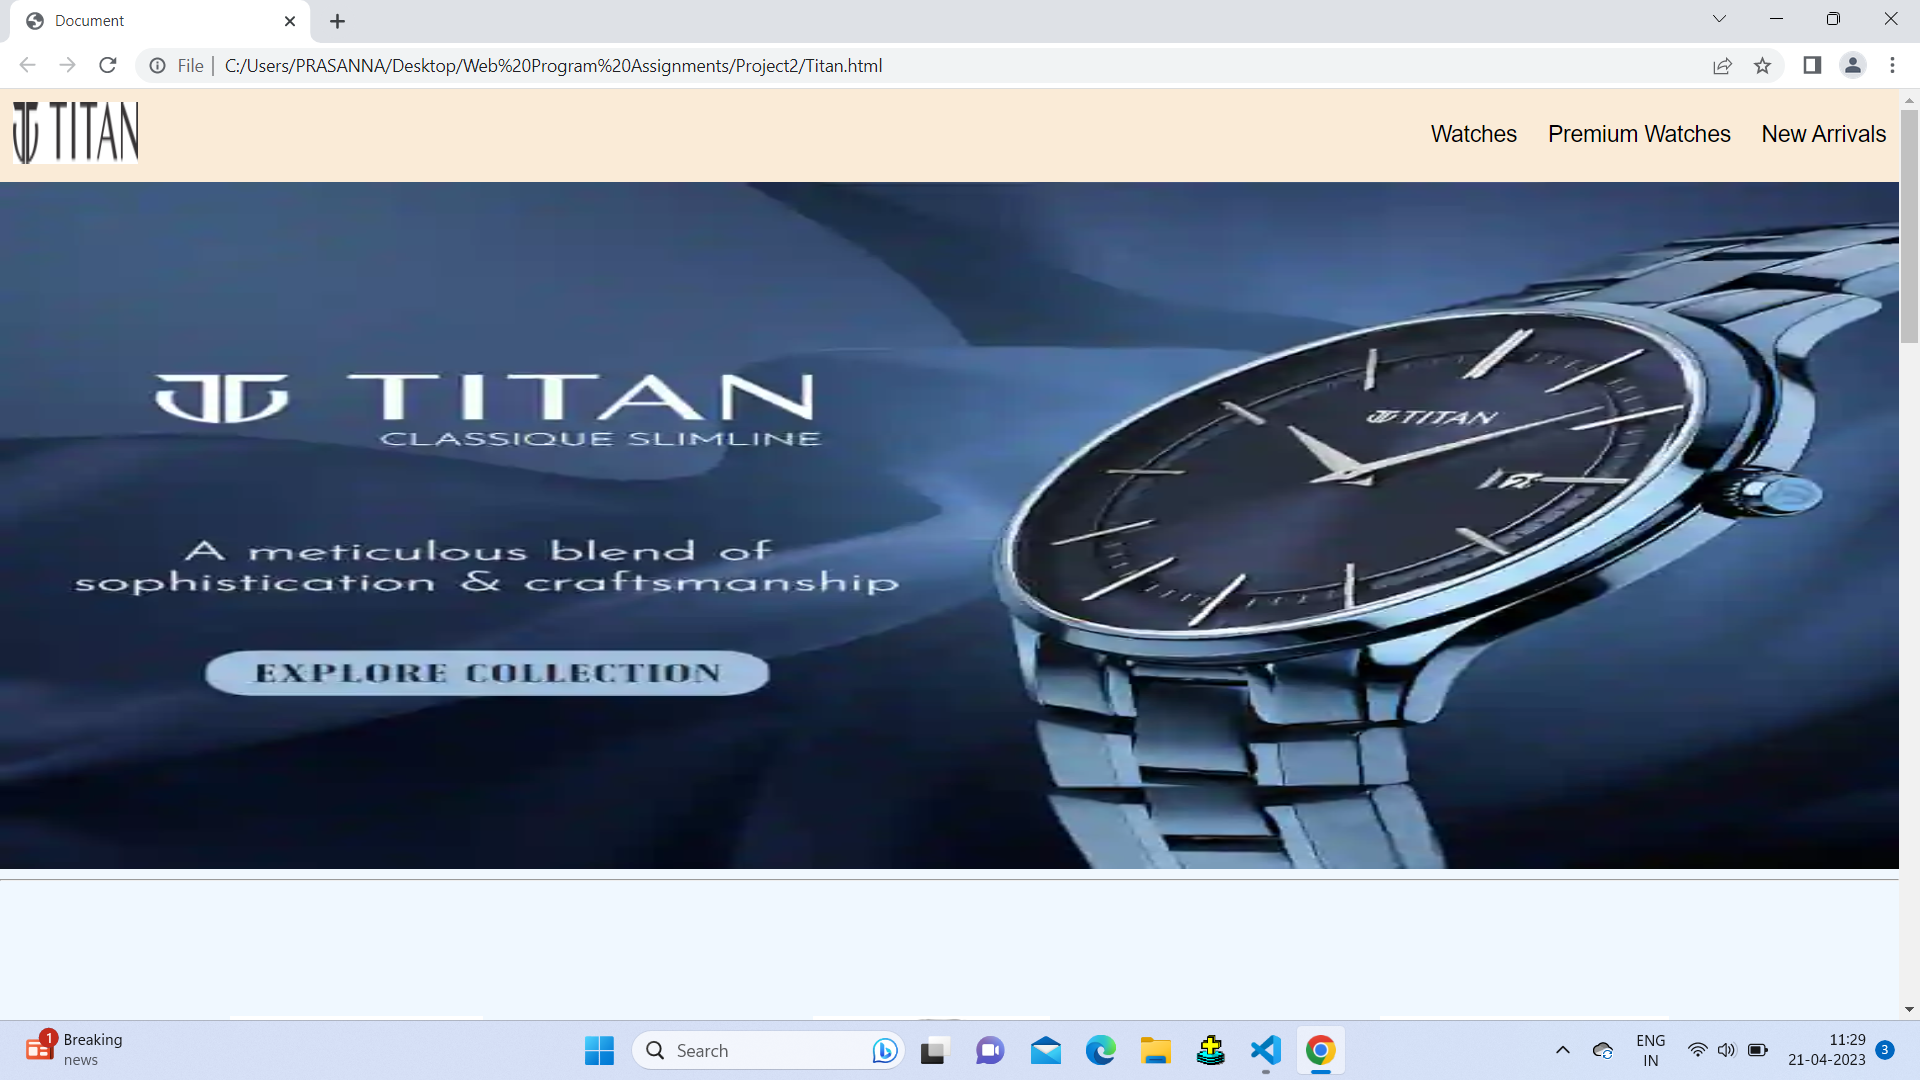 Document
File
C:/Users/PRASANNA/Desktop/Web%20Program%20Assignments/Project2/Titan.html
TITAN
Watches
Premium Watches
New Arrivals
TITAN
CLASSIQUE SLIMLINE
A meticulous blend of
sophistication & craftsmanship
EXPLORE COLLECTION
TITAN
1
Breaking
news
Search
ENG
IN
11:29
21-04-2023
3